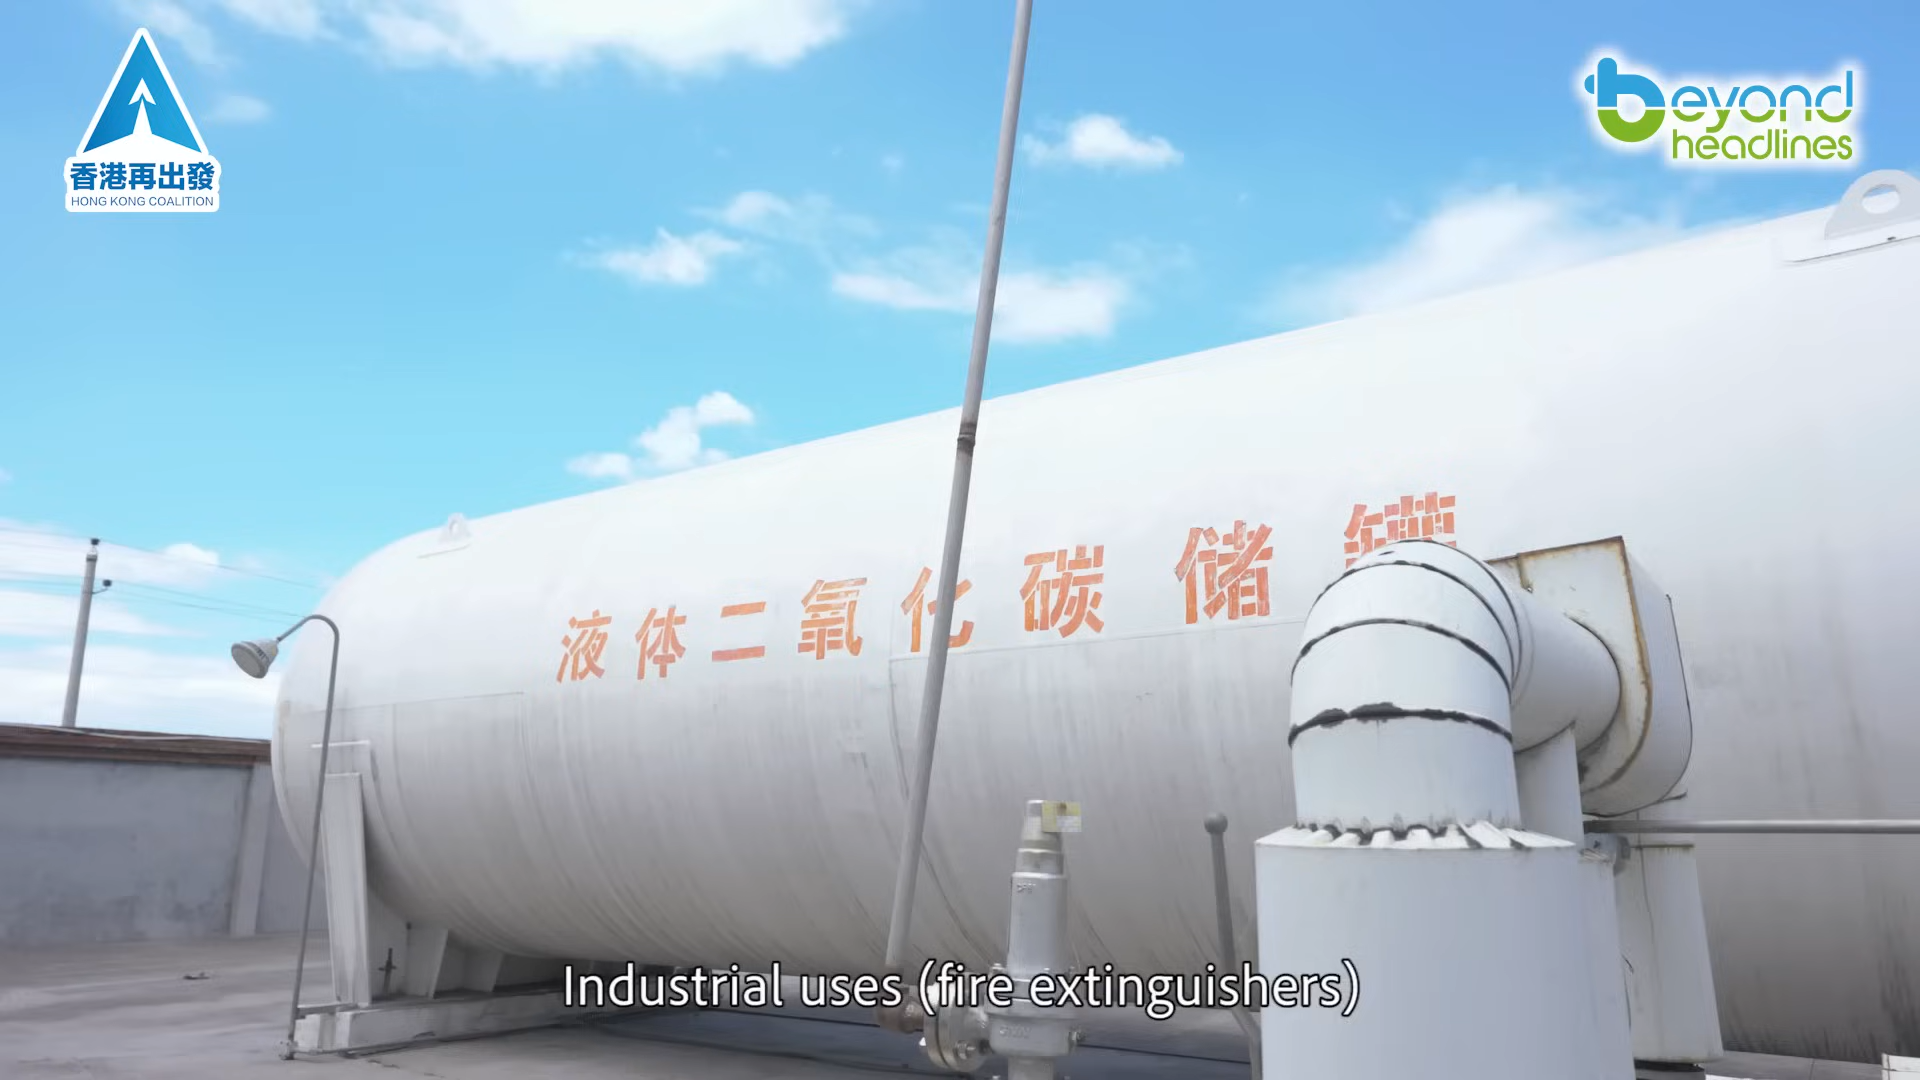 香港再出發
HONG KONG COALITION
beyond
headlines
液体二氧化碳储罐
Industrial uses (fire extinguishers)